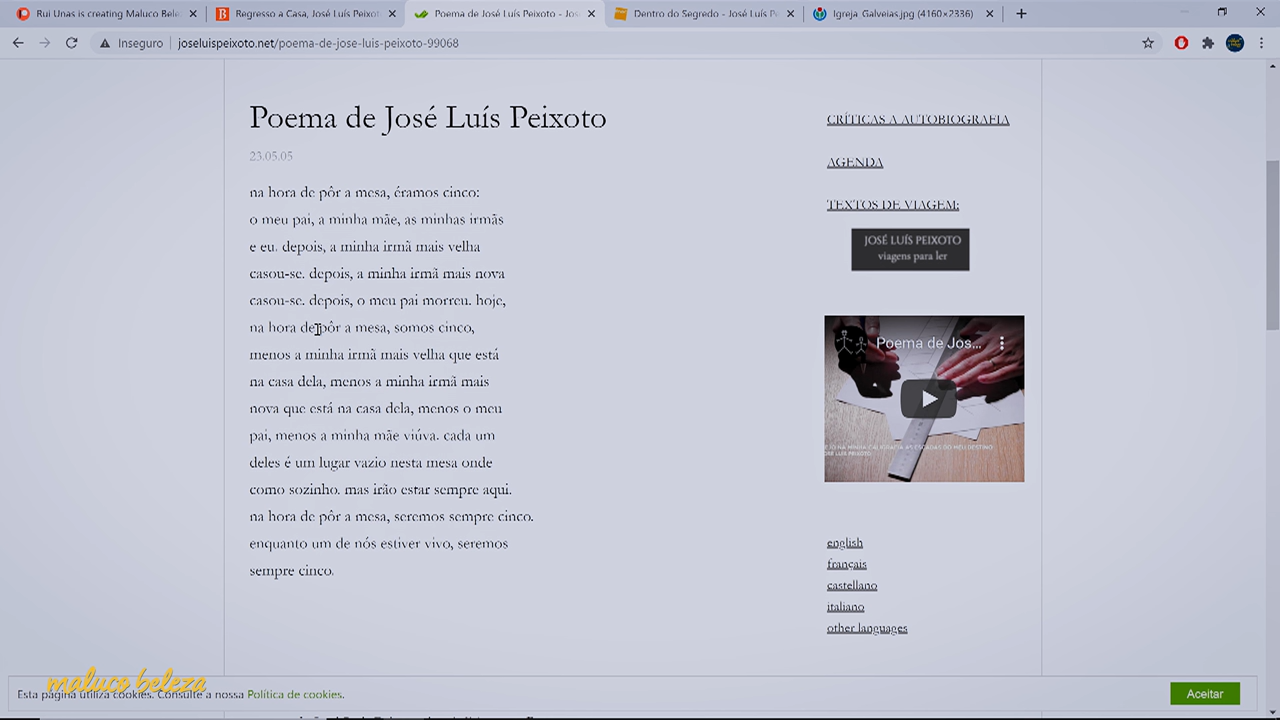 Rui Unas is creating Maluco Bele
Regresso a Casa, José Luís Peixot
Poema de José Luís Peixoto - Jos
Dentro do Segredo - José Luís P
Igreja_Galveias.jpg (4160×2336)
Inseguro
joseluispeixoto.net/poema-de-jose-luis-peixoto-99068
Poema de José Luís Peixoto
23.05.05
na hora de pôr a mesa, éramos cinco:
o meu pai, a minha mãe, as minhas irmãs
e eu. depois, a minha irmã mais velha
casou-se. depois, a minha irmã mais nova
casou-se. depois, o meu pai morreu. hoje,
na hora de pôr a mesa, somos cinco,
menos a minha irmã mais velha que está
na casa dela, menos a minha irmã mais
nova que está na casa dela, menos o meu
pai, menos a minha mãe viúva. cada um
deles é um lugar vazio nesta mesa onde
como sozinho. mas irão estar sempre aqui.
na hora de pôr a mesa, seremos sempre cinco.
enquanto um de nós estiver vivo, seremos
sempre cinco.
CRÍTICAS A AUTOBIOGRAFIA
AGENDA
TEXTOS DE VIAGEM:
JOSÉ LUÍS PEIXOTO
viagens para ler
Poema de Jos...
english
français
castellano
italiano
other languages
maluco beleza
Esta página utiliza cookies. Consulte a nossa Política de cookies.
Aceitar